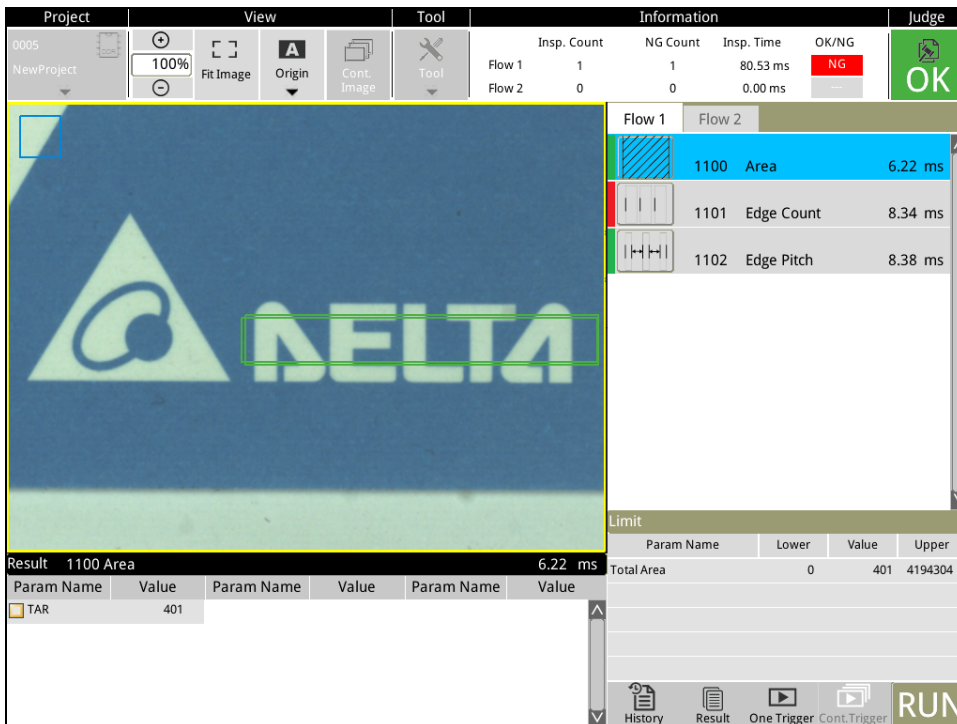 Project View Tool Information Judge
0005
NewProject
100%
Fit Image
A
Origin
Cont. Image
Tool
Insp. Count NG Count Insp. Time OK/NG
Flow 1 1 1 80.53 ms NG
Flow 2 0 0 0.00 ms —
OK
Flow 1 Flow 2
1100 Area 6.22 ms
1101 Edge Count 8.34 ms
1102 Edge Pitch 8.38 ms
DELTA
Limit
Param Name Lower Value Upper
Total Area 0 401 4194304
Result 1100 Area 6.22 ms
Param Name Value Param Name Value Param Name Value
TAR 401
History Result One Trigger Cont.Trigger RUN